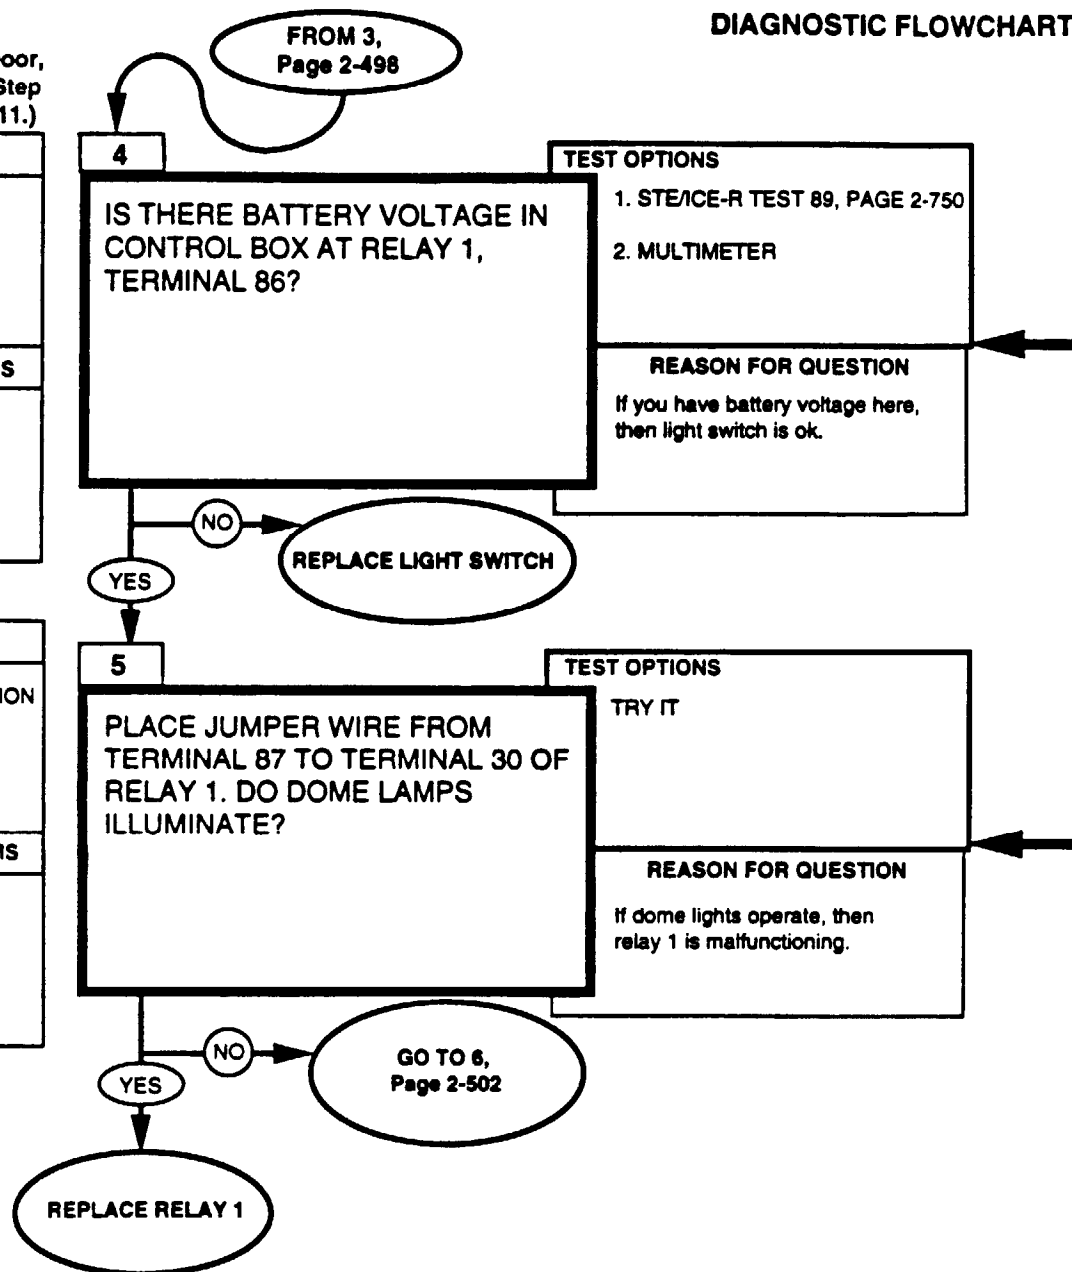 DIAGNOSTIC FLOWCHART
FROM 3,
Page 2-498
11.)
4
IS THERE BATTERY VOLTAGE IN
CONTROL BOX AT RELAY 1,
TERMINAL 86?
TEST OPTIONS
1. STE/ICE-R TEST 89, PAGE 2-750
2. MULTIMETER
REASON FOR QUESTION
If you have battery voltage here,
then light switch is ok.
S
NO
REPLACE LIGHT SWITCH
YES
5
PLACE JUMPER WIRE FROM
TERMINAL 87 TO TERMINAL 30 OF
RELAY 1. DO DOME LAMPS
ILLUMINATE?
TEST OPTIONS
TRY IT
REASON FOR QUESTION
If dome lights operate, then
relay 1 is malfunctioning.
ION
RS
NO
GO TO 6,
Page 2-502
YES
REPLACE RELAY 1